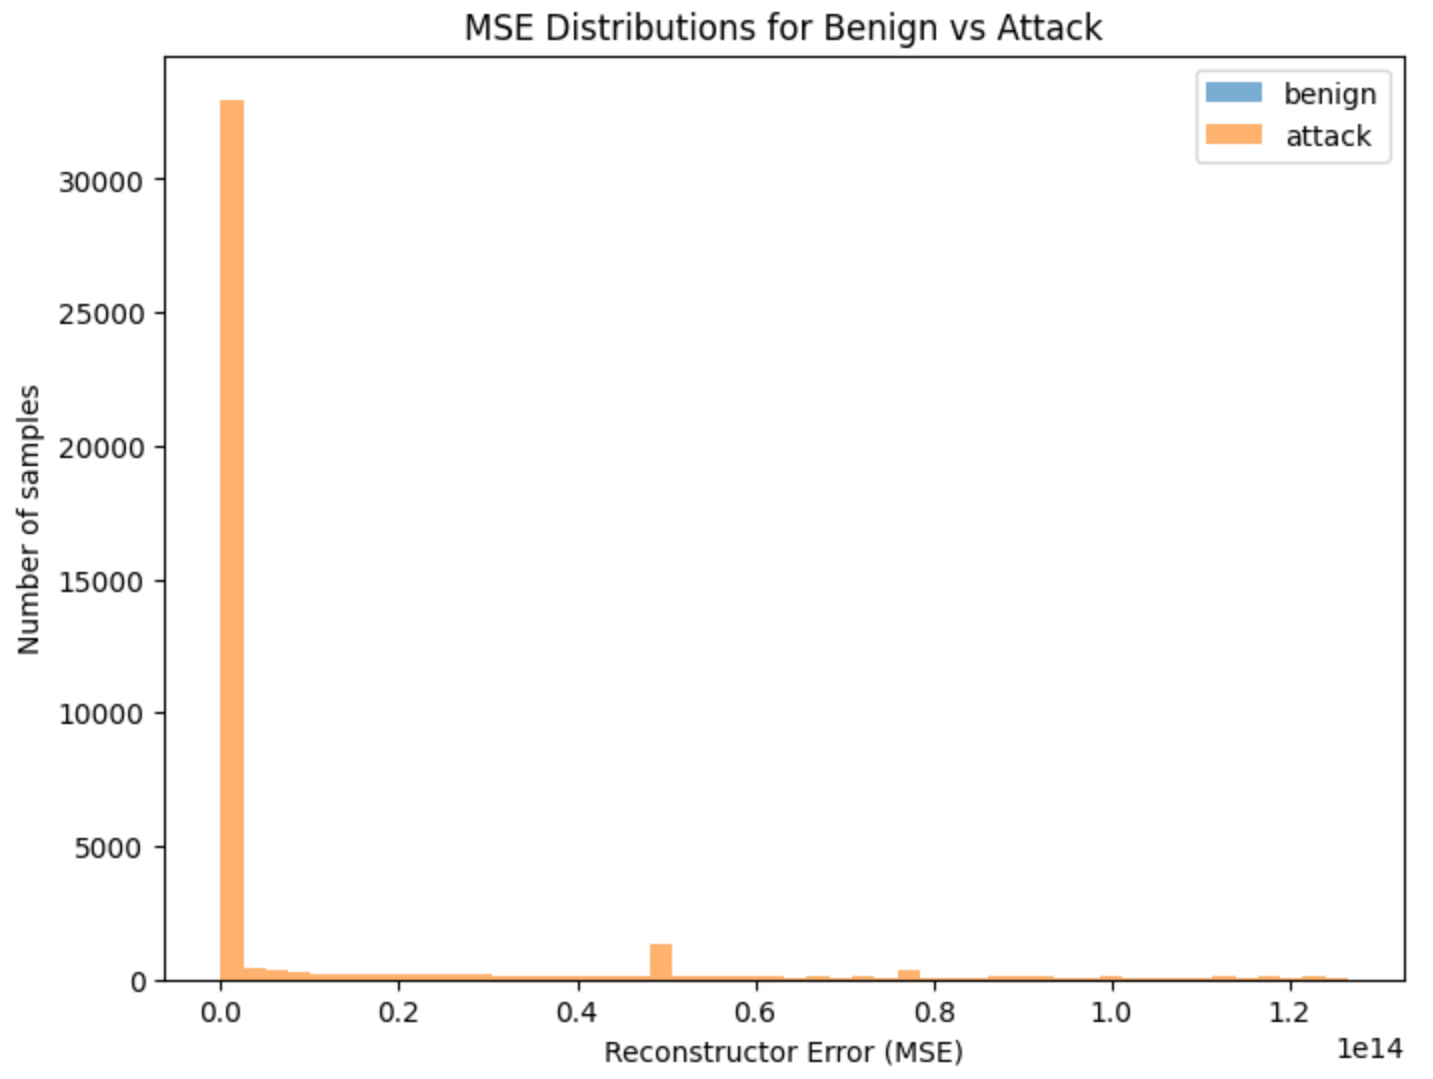 MSE Distributions for Benign vs Attack
benign
attack
30000
25000
20000
15000
10000
5000
0
Number of samples
0.0 0.2 0.4 0.6 0.8 1.0 1.2
1e14
Reconstructor Error (MSE)